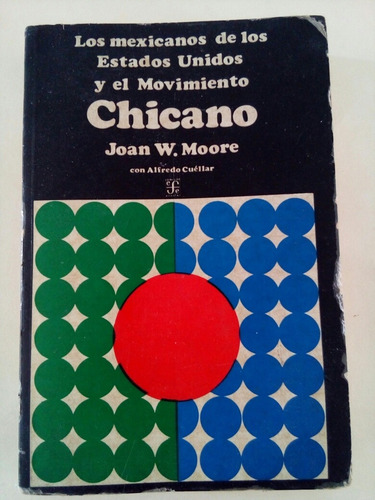 Los mexicanos de los
Estados Unidos
y el Movimiento
Chicano
Joan W. Moore
con Alfredo Cuéllar